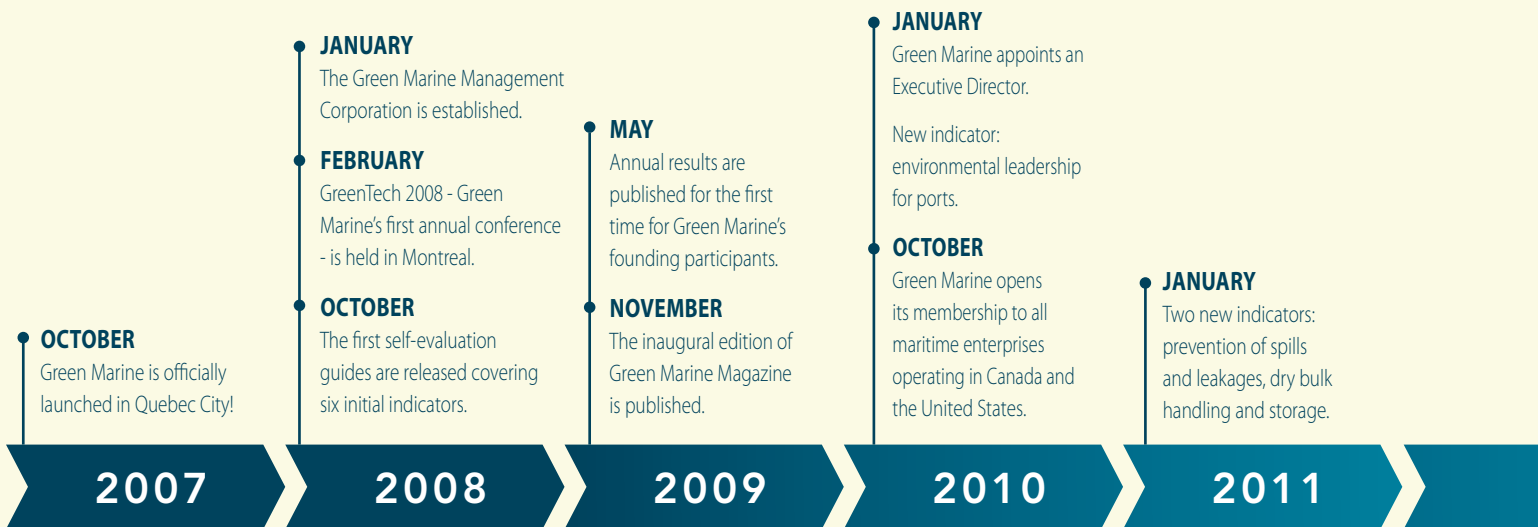 OCTOBER
Green Marine is officially
launched in Quebec City!
2007
JANUARY
The Green Marine Management
Corporation is established.
FEBRUARY
GreenTech 2008 - Green
Marine's first annual conference
- is held in Montreal.
OCTOBER
The first self-evaluation
guides are released covering
six initial indicators.
2008
MAY
Annual results are
published for the first
time for Green Marine's
founding participants.
NOVEMBER
The inaugural edition of
Green Marine Magazine
is published.
2009
JANUARY
Green Marine appoints an
Executive Director.
New indicator:
environmental leadership
for ports.
OCTOBER
Green Marine opens
its membership to all
maritime enterprises
operating in Canada and
the United States.
2010
JANUARY
Two new indicators:
prevention of spills
and leakages, dry bulk
handling and storage.
2011